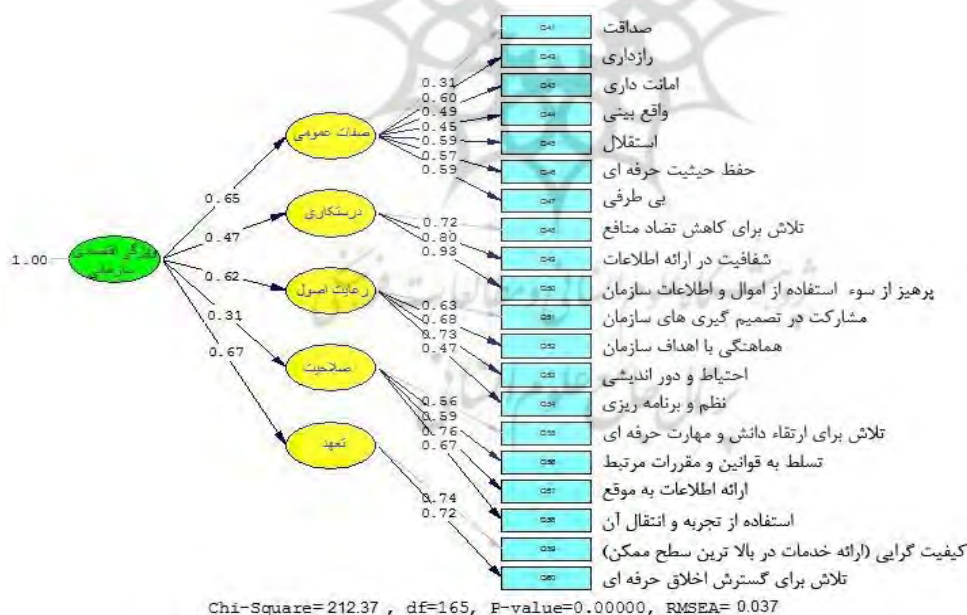 صداقت
رازداری
امانت داری
واقع بینی
استقلال
حفظ حیثیت حرفه ای
بی طرفی
تلاش برای کاهش تضاد منافع
شفافیت در ارائه اطلاعات
پرهیز از سوء استفاده از اموال و اطلاعات سازمان
مشارکت در تصمیم گیری های سازمان
هماهنگی با اهداف سازمان
احتیاط و دور اندیشی
نظم و برنامه ریزی
تلاش برای ارتقاء دانش و مهارت حرفه ای
تسلط به قوانین و مقررات مرتبط
ارائه اطلاعات به موقع
استفاده از تجربه و انتقال آن
کیفیت گرایی (ارائه خدمات در بالا ترین سطح ممکن)
تلاش برای گسترش اخلاق حرفه ای
0.31
0.60
0.49
0.45
0.59
0.57
0.59
0.72
0.80
0.93
0.63
0.68
0.73
0.47
0.56
0.59
0.76
0.67
0.74
0.72
صفات عمومی
درستکاری
رعایت اصول
صلاحیت
تعهد
0.65
0.47
0.62
0.31
0.67
سازمانی
1.00
Chi-Square=212.37 , df=165, P-value=0.00000, RMSEA= 0.037